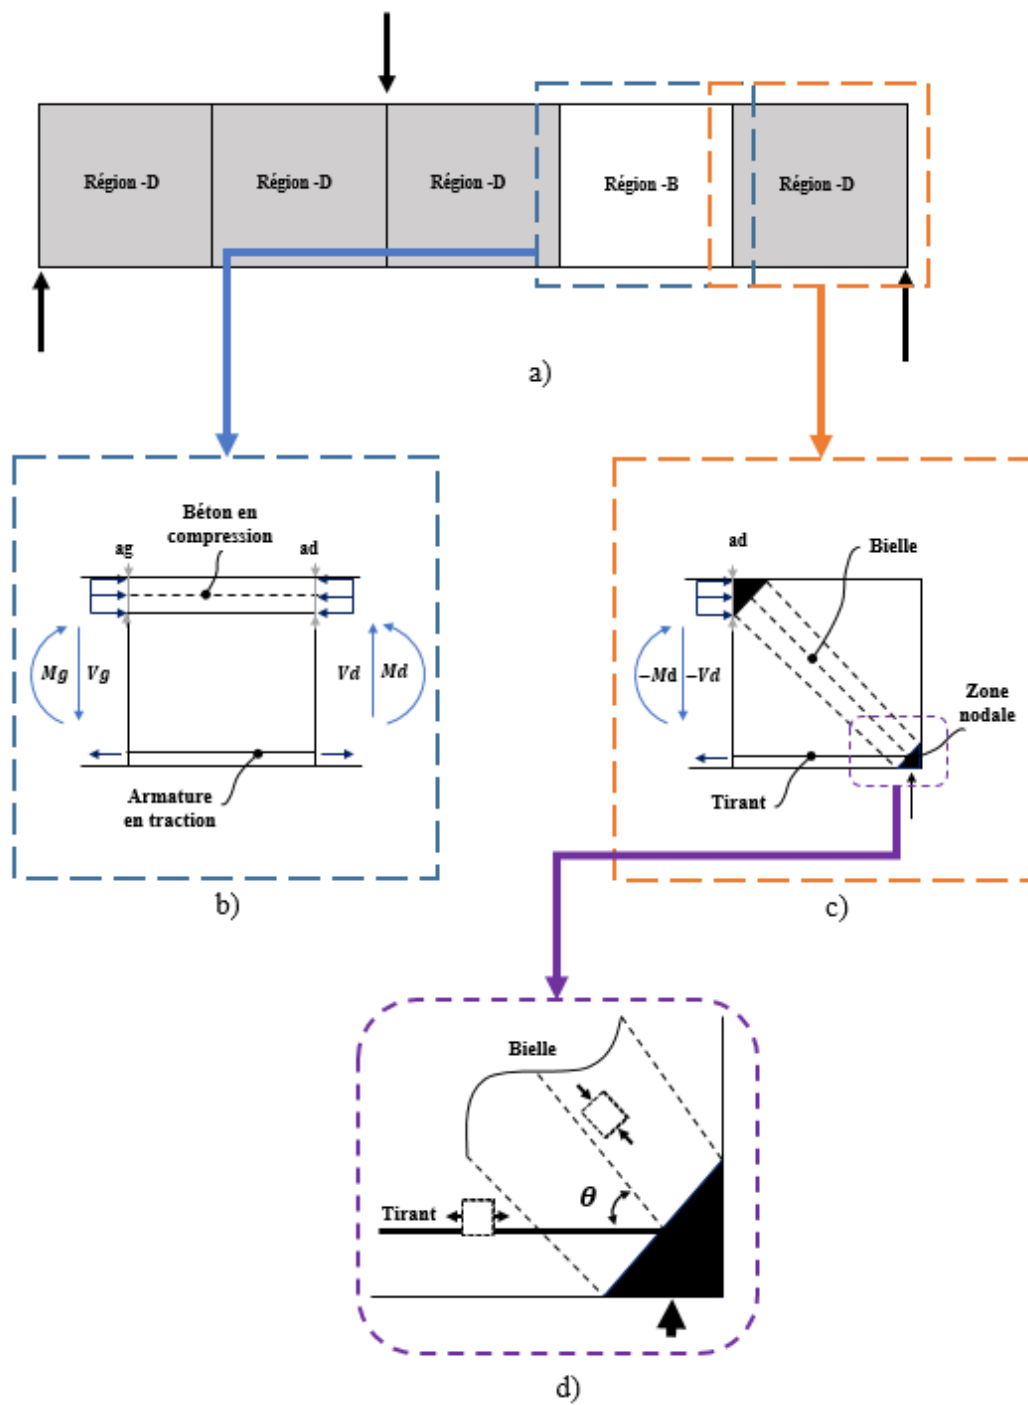 Région -D
Région -D
Région -D
Région -B
Région -D
a)
Béton en
compression
ag
ad
Mg
Vg
Vd
Md
Armature
en traction
b)
ad
Bielle
-Md
-Vd
Zone
nodale
Tirant
c)
Bielle
θ
Tirant
d)